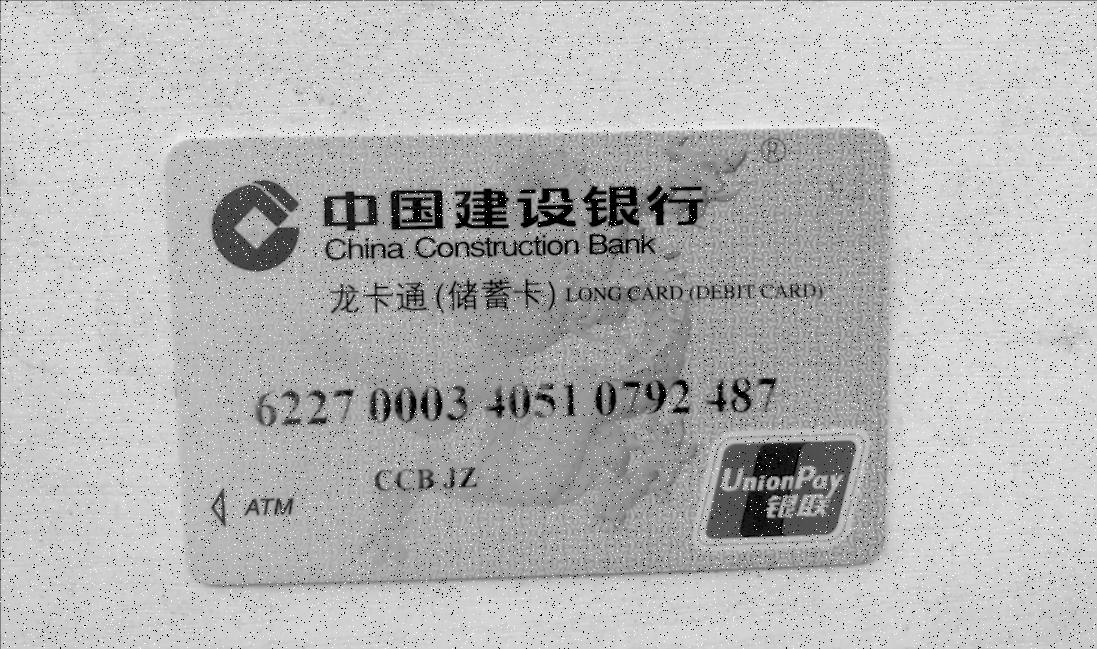 ®
中国建设银行
China Construction Bank
龙卡通(储蓄卡) LONG CARD (DEBIT CARD)
6227 0003 4051 0792 487
CCB JZ
ATM
UnionPay
银联